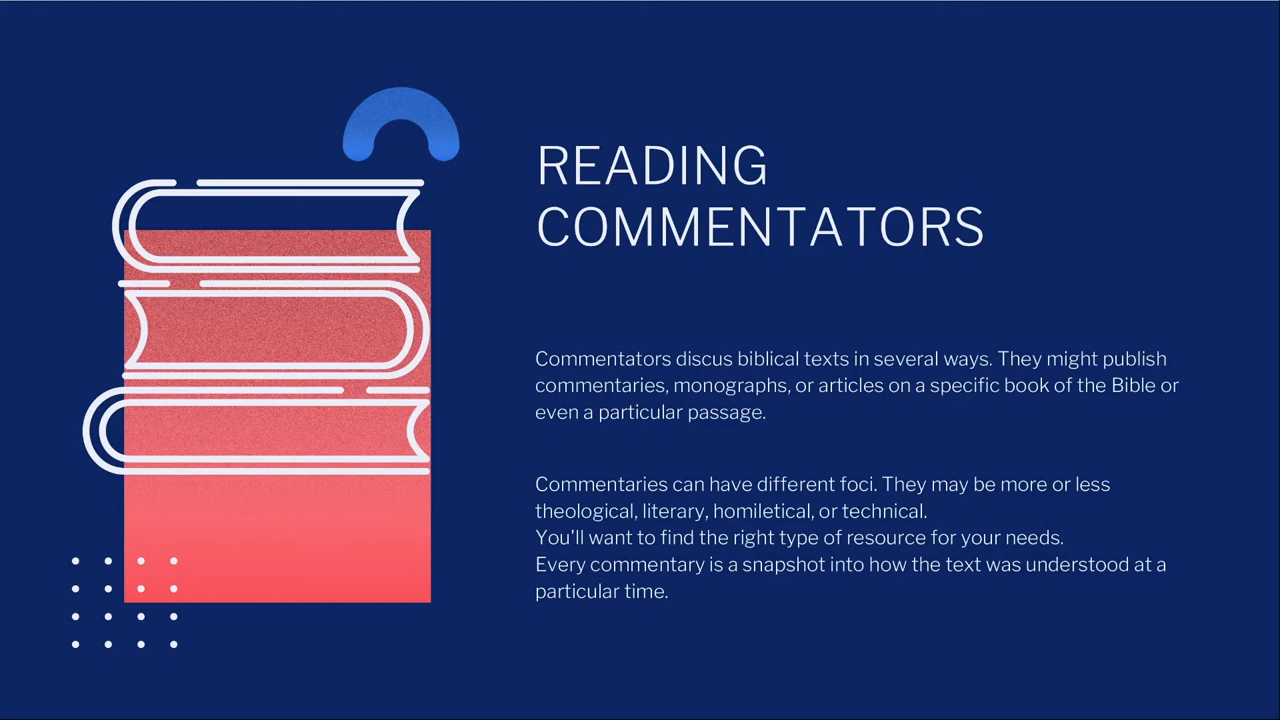 READING
COMMENTATORS
Commentators discus biblical texts in several ways. They might publish
commentaries, monographs, or articles on a specific book of the Bible or
even a particular passage.
Commentaries can have different foci. They may be more or less
theological, literary, homiletical, or technical.
You'll want to find the right type of resource for your needs.
Every commentary is a snapshot into how the text was understood at a
particular time.